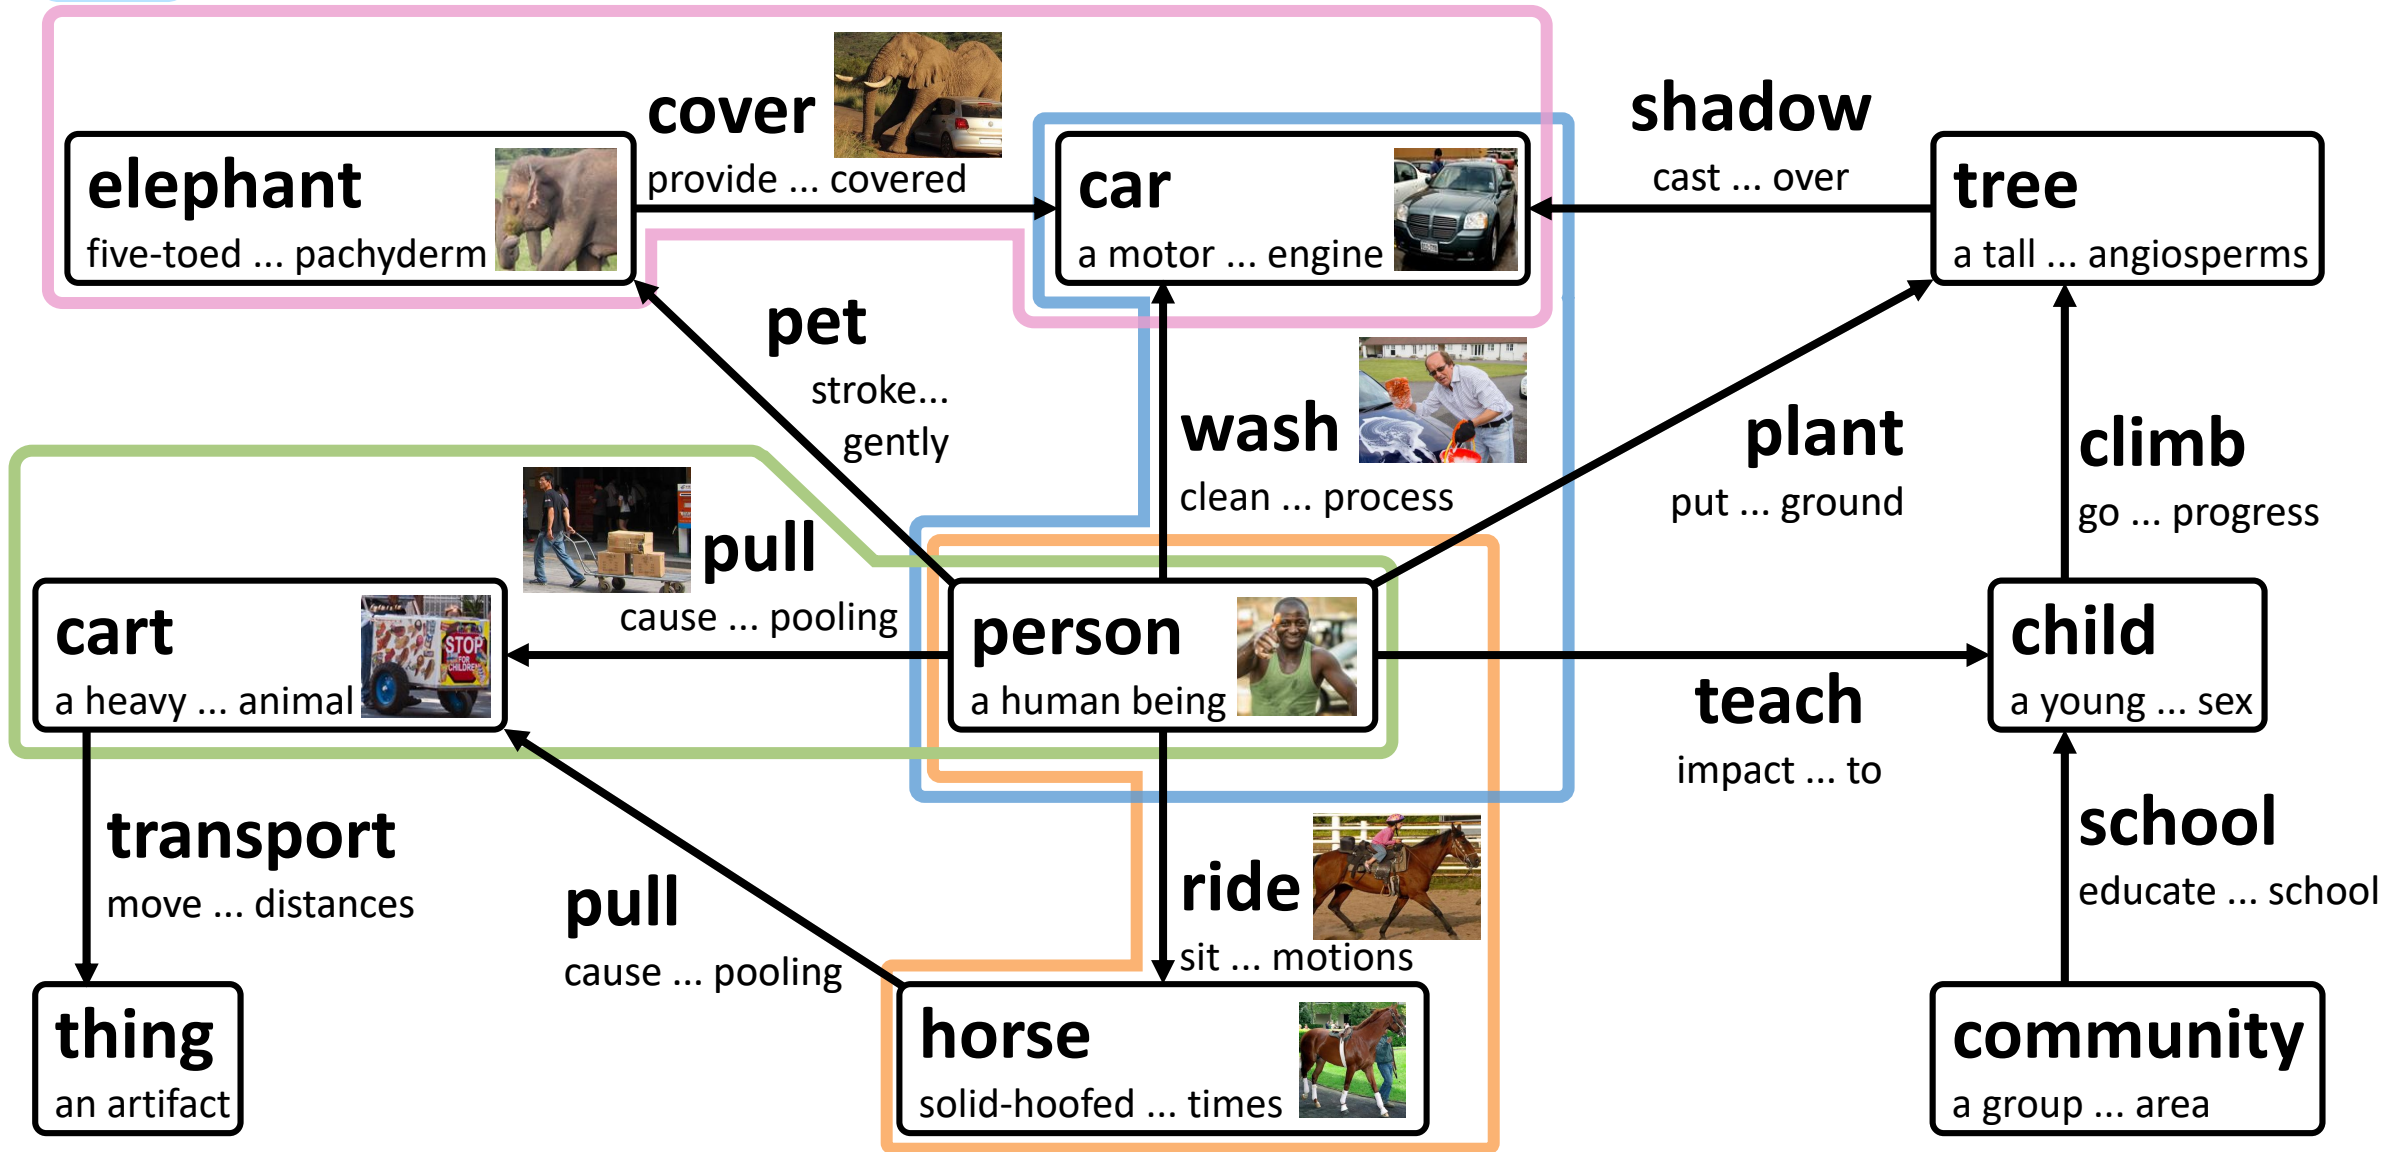 cover
provide ... covered
shadow
cast ... over
elephant
five-toed ... pachyderm
car
a motor ... engine
tree
a tall ... angiosperms
pet
stroke...
gently
wash
clean ... process
plant
put ... ground
climb
go ... progress
pull
cause ... pooling
cart
a heavy ... animal
STOP
FOR
CHILDREN
person
a human being
child
a young ... sex
teach
impact ... to
transport
move ... distances
pull
cause ... pooling
ride
sit ... motions
school
educate ... school
thing
an artifact
horse
solid-hoofed ... times
community
a group ... area